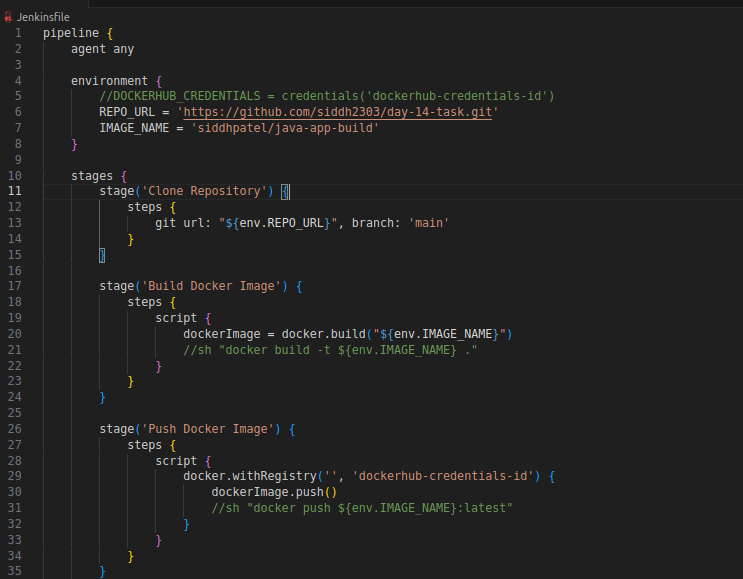 Jenkinsfile
1 pipeline {
2     agent any
3
4     environment {
5         //DOCKERHUB_CREDENTIALS = credentials('dockerhub-credentials-id')
6         REPO_URL = 'https://github.com/siddh2303/day-14-task.git'
7         IMAGE_NAME = 'siddhpatel/java-app-build'
8     }
9
10     stages {
11         stage('Clone Repository') {
12             steps {
13                 git url: "${env.REPO_URL}", branch: 'main'
14             }
15         }
16
17         stage('Build Docker Image') {
18             steps {
19                 script {
20                     dockerImage = docker.build("${env.IMAGE_NAME}")
21                     //sh "docker build -t ${env.IMAGE_NAME} ."
22                 }
23             }
24         }
25
26         stage('Push Docker Image') {
27             steps {
28                 script {
29                     docker.withRegistry('', 'dockerhub-credentials-id') {
30                         dockerImage.push()
31                         //sh "docker push ${env.IMAGE_NAME}:latest"
32                     }
33                 }
34             }
35         }